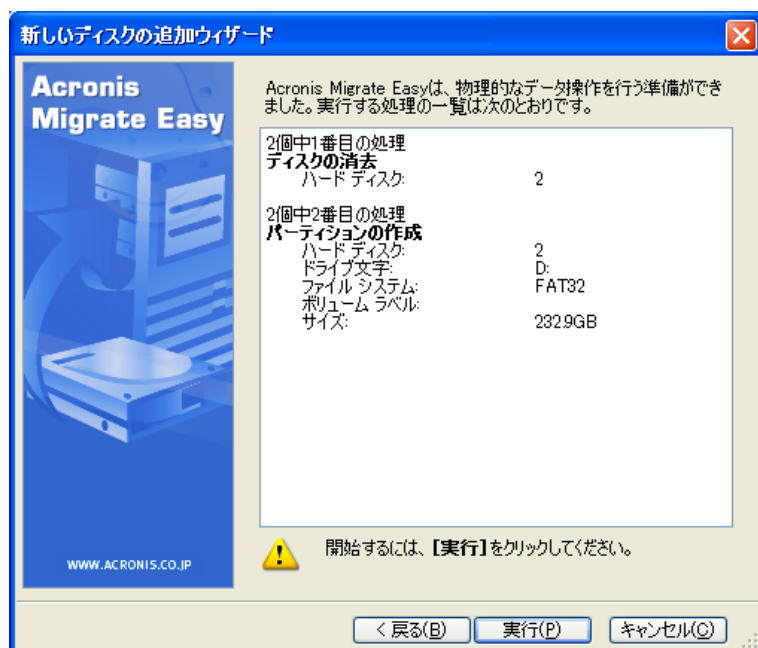 新しいディスクの追加ウィザード
Acronis
Migrate Easy
Acronis Migrate Easyは、物理的なデータ操作を行う準備ができ
ました。実行する処理の一覧は次のとおりです。
2個中1番目の処理
ディスクの消去
ハード ディスク: 2
2個中2番目の処理
パーティションの作成
ハード ディスク: 2
ドライブ文字: D:
ファイル システム: FAT32
ボリューム ラベル:
サイズ: 232.9GB
開始するには、[実行]をクリックしてください。
WWW.ACRONIS.CO.JP
< 戻る(B) 実行(P) キャンセル(C)